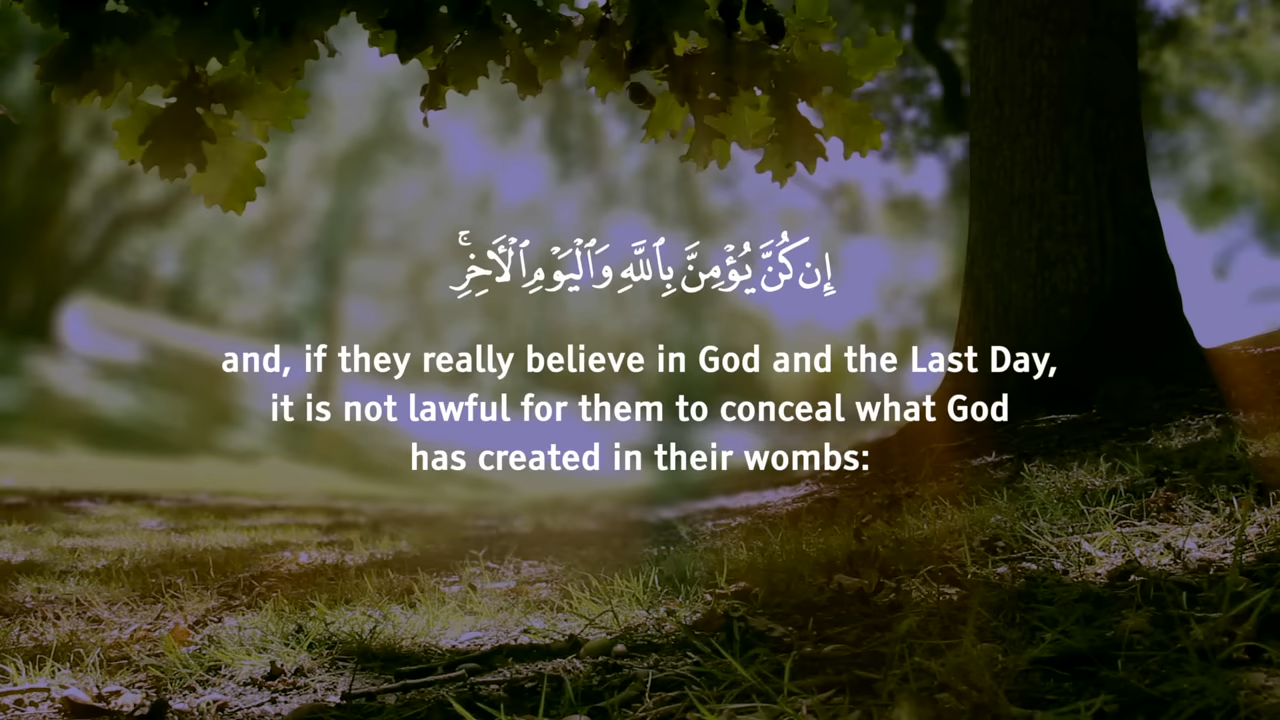 إِن كُنَّ يُؤْمِنَّ بِٱللَّهِ وَٱلْيَوْمِ ٱلْأَخِرِ ۚ
and, if they really believe in God and the Last Day,
it is not lawful for them to conceal what God
has created in their wombs: